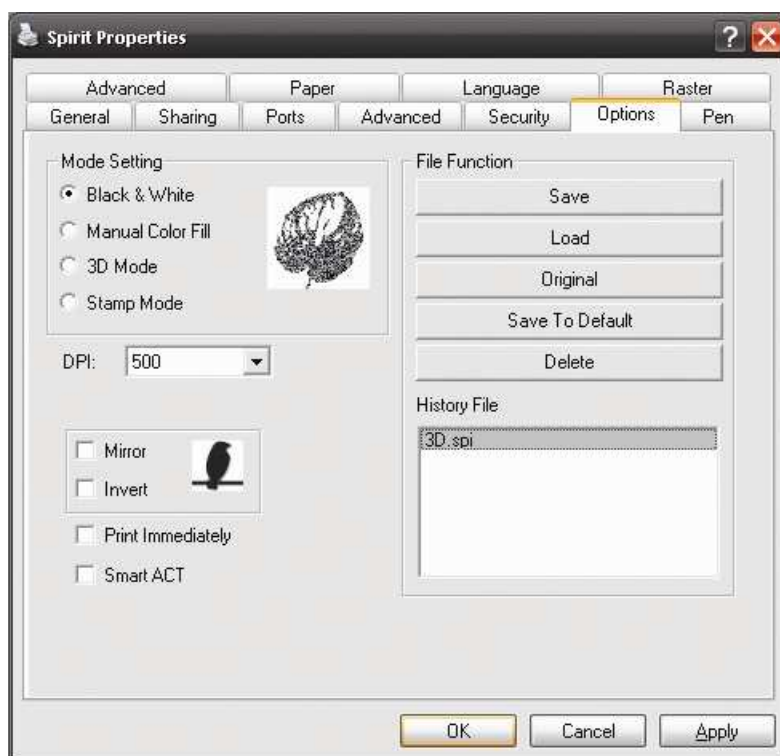 Spirit Properties
Advanced Paper Language Raster
General Sharing Ports Advanced Security Options Pen
Mode Setting
Black & White
Manual Color Fill
3D Mode
Stamp Mode
DPI: 500
Mirror
Invert
Print Immediately
Smart ACT
File Function
Save
Load
Original
Save To Default
Delete
History File
3D.spi
OK Cancel Apply